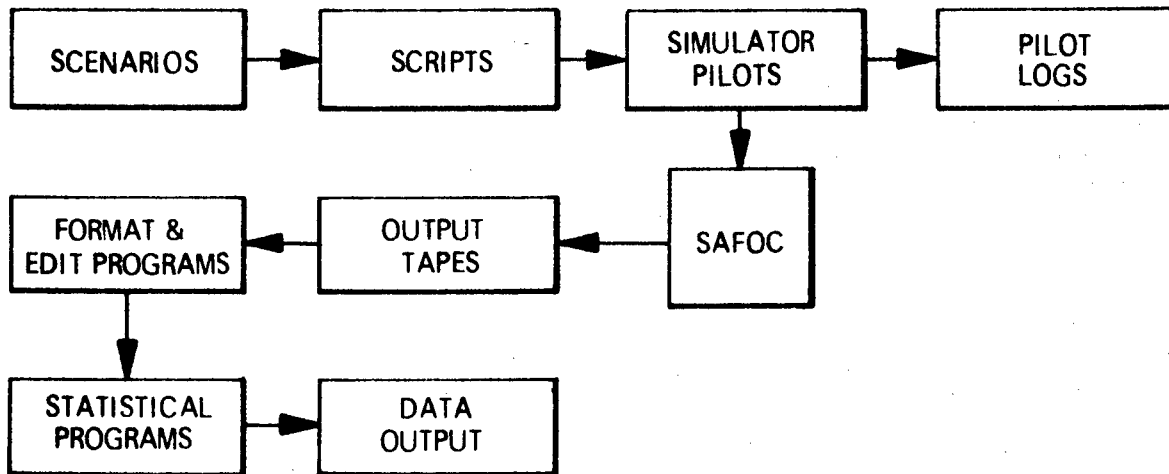 SCENARIOS
SCRIPTS
SIMULATOR
PILOTS
PILOT
LOGS
FORMAT &
EDIT PROGRAMS
OUTPUT
TAPES
SAFOC
STATISTICAL
PROGRAMS
DATA
OUTPUT